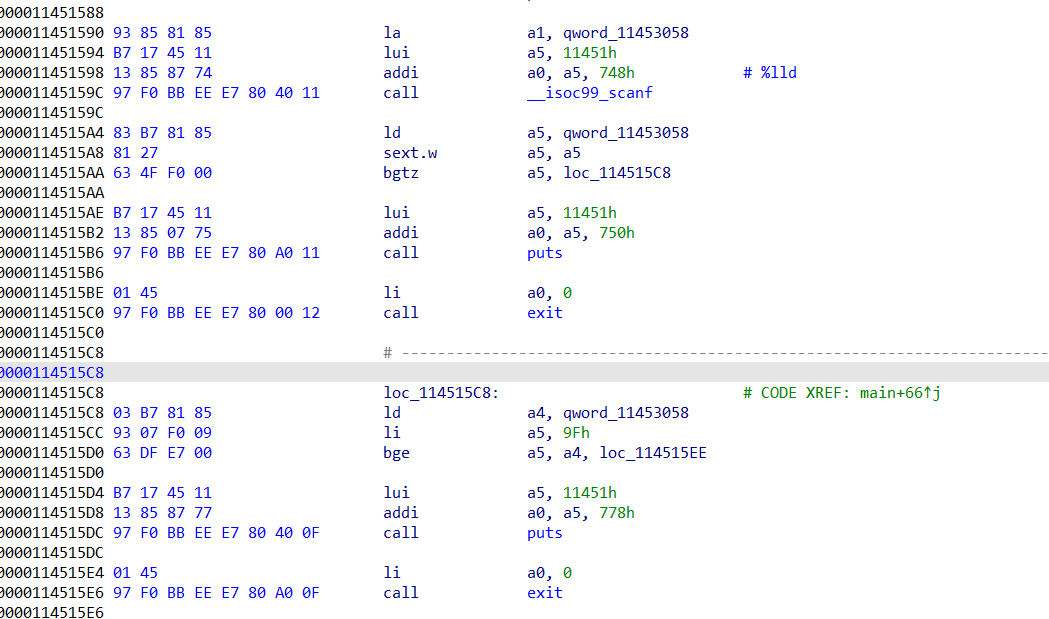 000011451588
000011451590 93 85 81 85 la a1, qword_11453058
000011451594 B7 17 45 11 lui a5, 11451h
000011451598 13 85 87 74 addi a0, a5, 748h # %lld
00001145159C 97 F0 BB EE E7 80 40 11 call __isoc99_scanf
00001145159C
0000114515A4 83 B7 81 85 ld a5, qword_11453058
0000114515A8 81 27 sext.w a5, a5
0000114515AA 63 4F F0 00 bgtz a5, loc_114515C8
0000114515AA
0000114515AE B7 17 45 11 lui a5, 11451h
0000114515B2 13 85 07 75 addi a0, a5, 750h
0000114515B6 97 F0 BB EE E7 80 A0 11 call puts
0000114515B6
0000114515BE 01 45 li a0, 0
0000114515C0 97 F0 BB EE E7 80 00 12 call exit
0000114515C0
0000114515C8 # ---------------------------------------------------------------------------
0000114515C8
0000114515C8 loc_114515C8: # CODE XREF: main+66↑j
0000114515C8 03 B7 81 85 ld a4, qword_11453058
0000114515CC 93 07 F0 09 li a5, 9Fh
0000114515D0 63 DF E7 00 bge a5, a4, loc_114515EE
0000114515D0
0000114515D4 B7 17 45 11 lui a5, 11451h
0000114515D8 13 85 87 77 addi a0, a5, 778h
0000114515DC 97 F0 BB EE E7 80 40 0F call puts
0000114515DC
0000114515E4 01 45 li a0, 0
0000114515E6 97 F0 BB EE E7 80 A0 0F call exit
0000114515E6